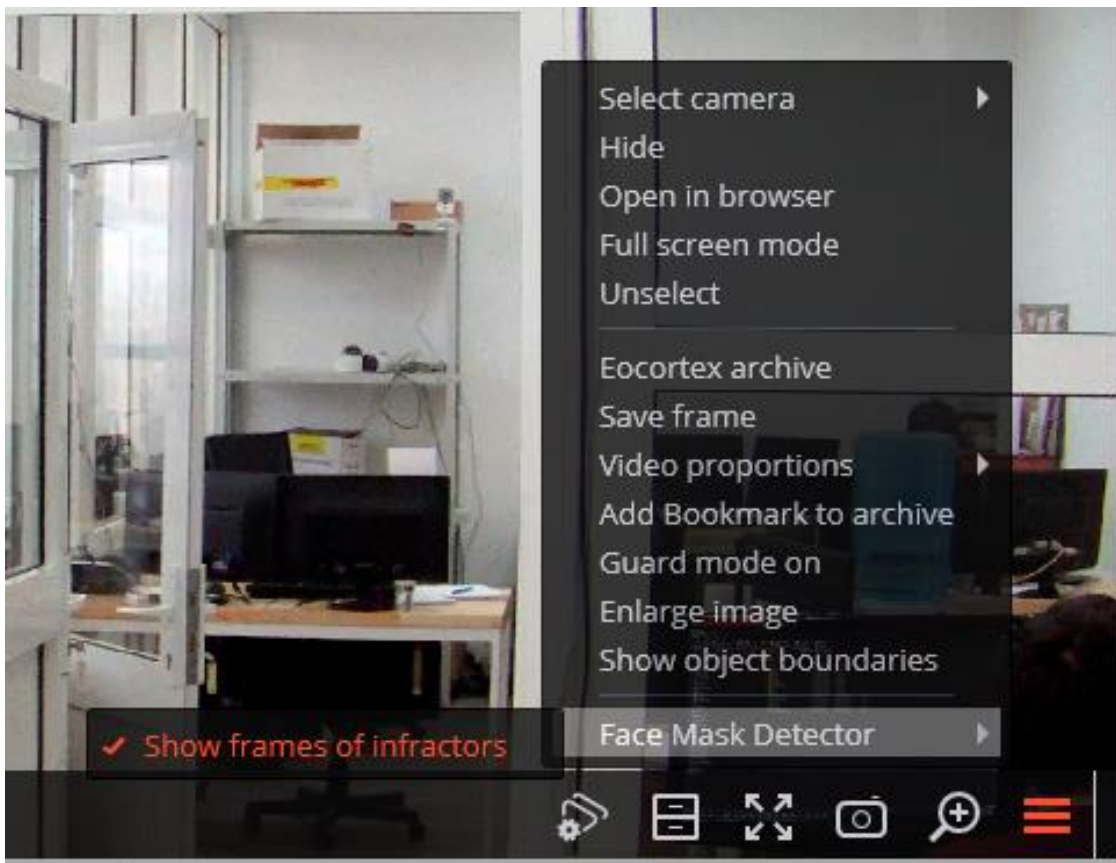 Select camera
Hide
Open in browser
Full screen mode
Unselect
Eocortex archive
Save frame
Video proportions
Add Bookmark to archive
Guard mode on
Enlarge image
Show object boundaries
Face Mask Detector
Show frames of infractors